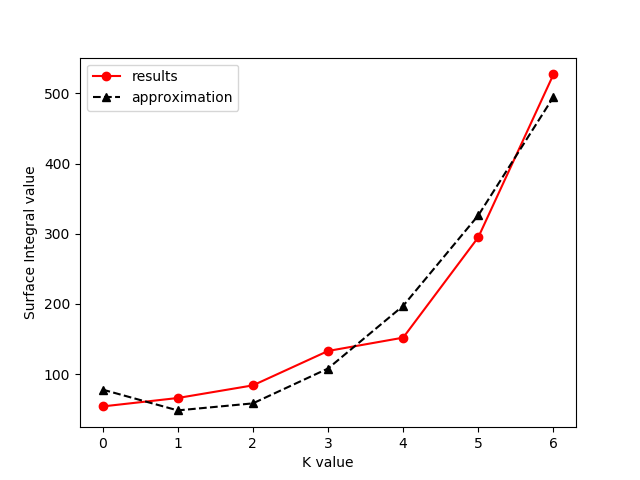 results
approximation
500
400
300
200
100
Surface Integral value
0 1 2 3 4 5 6
K value